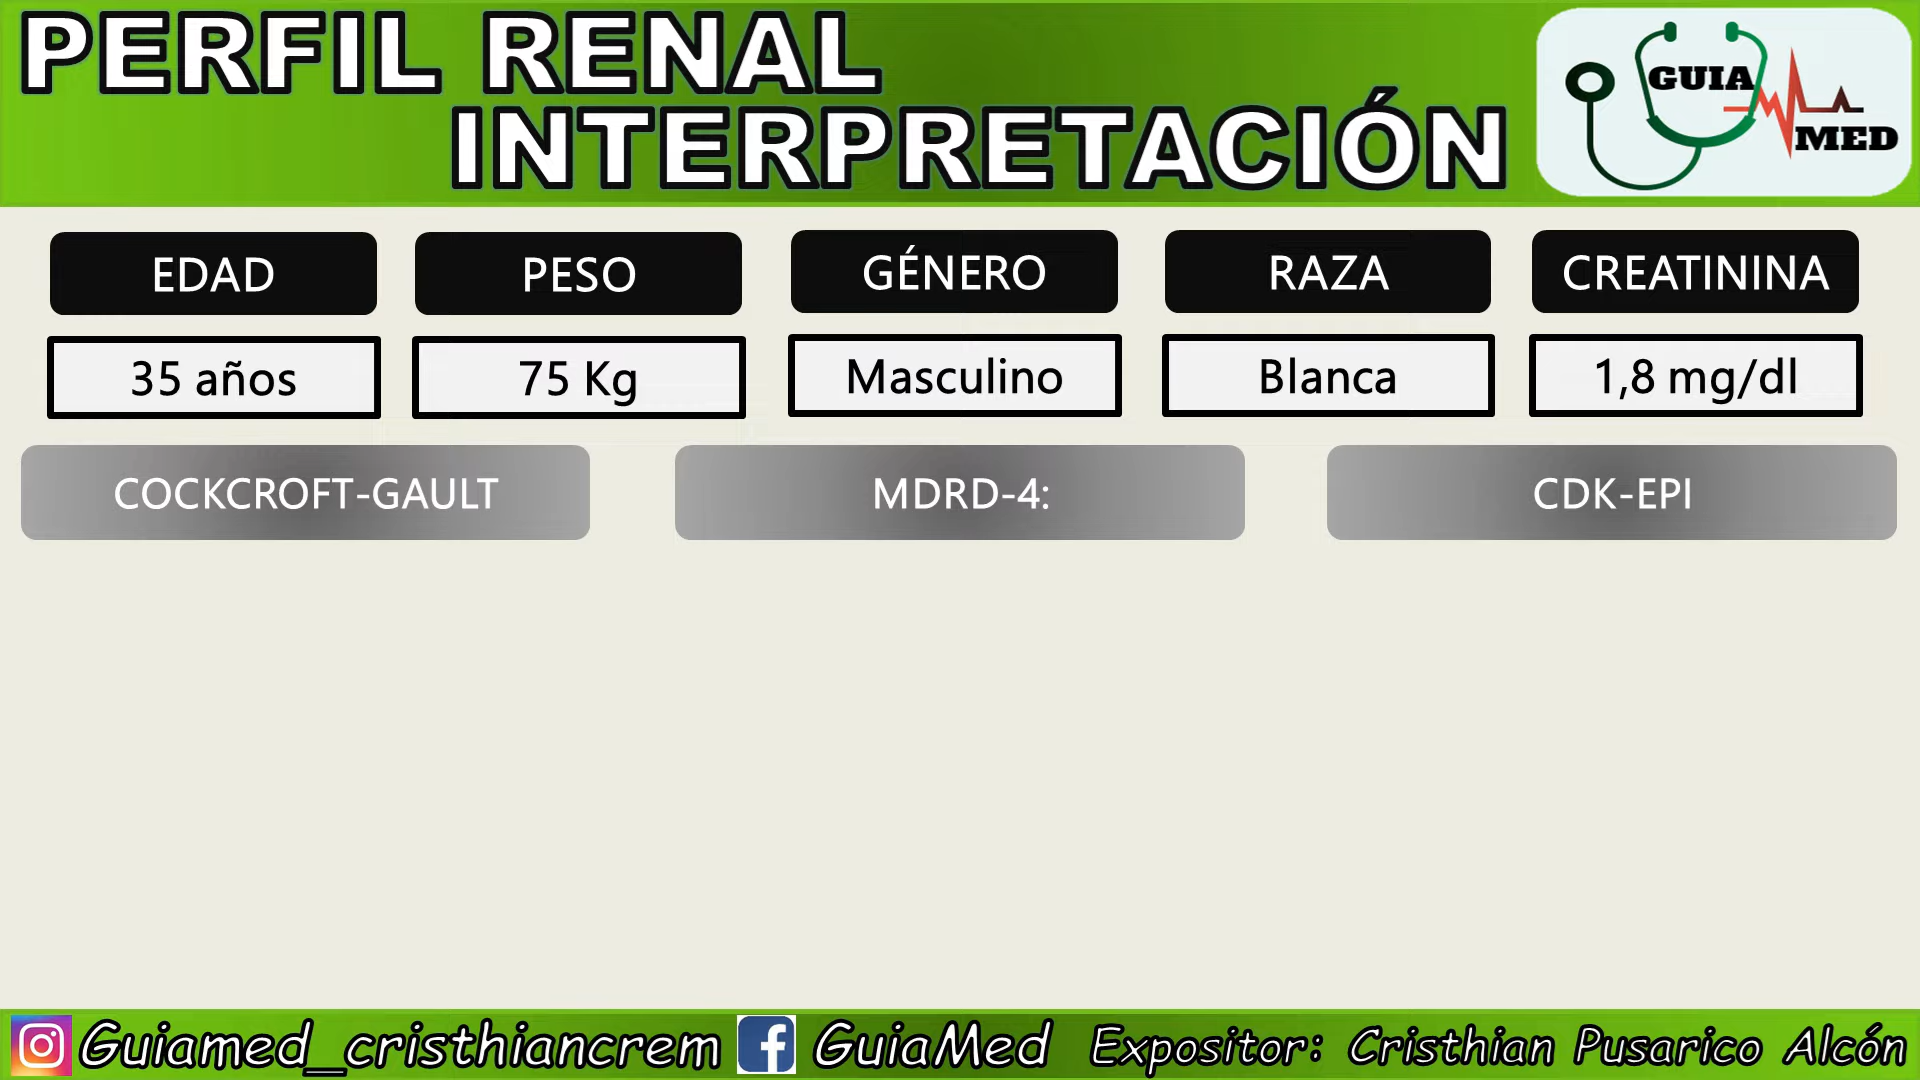 PERFIL RENAL
INTERPRETACIÓN
GUIA
MED
EDAD
PESO
GÉNERO
RAZA
CREATININA
35 años
75 Kg
Masculino
Blanca
1,8 mg/dl
COCKCROFT-GAULT
MDRD-4:
CDK-EPI
Guiamed_cristhiancrem
GuiaMed
Expositor: Cristhian Pusarico Alcón